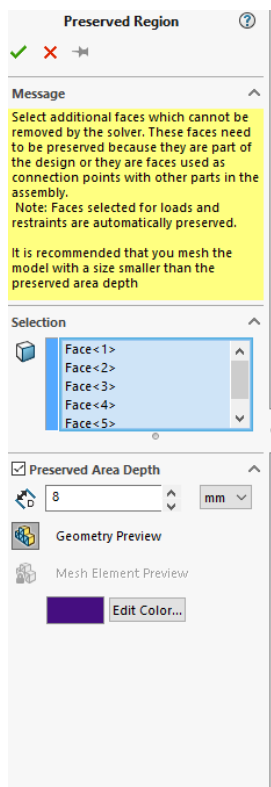 Preserved Region
?
Message
Select additional faces which cannot be
removed by the solver. These faces need
to be preserved because they are part of
the design or they are faces used as
connection points with other parts in the
assembly.
Note: Faces selected for loads and
restraints are automatically preserved.
It is recommended that you mesh the
model with a size smaller than the
preserved area depth
Selection
Face<1>
Face<2>
Face<3>
Face<4>
Face<5>
Preserved Area Depth
D 8 mm
Geometry Preview
Mesh Element Preview
Edit Color...